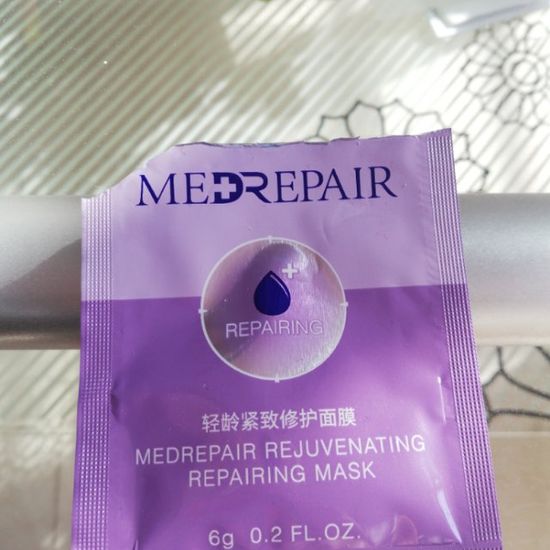 MEDREPAIR
REPAIRING
轻龄紧致修护面膜
MEDREPAIR REJUVENATING
REPAIRING MASK
6g 0.2 FL.OZ.